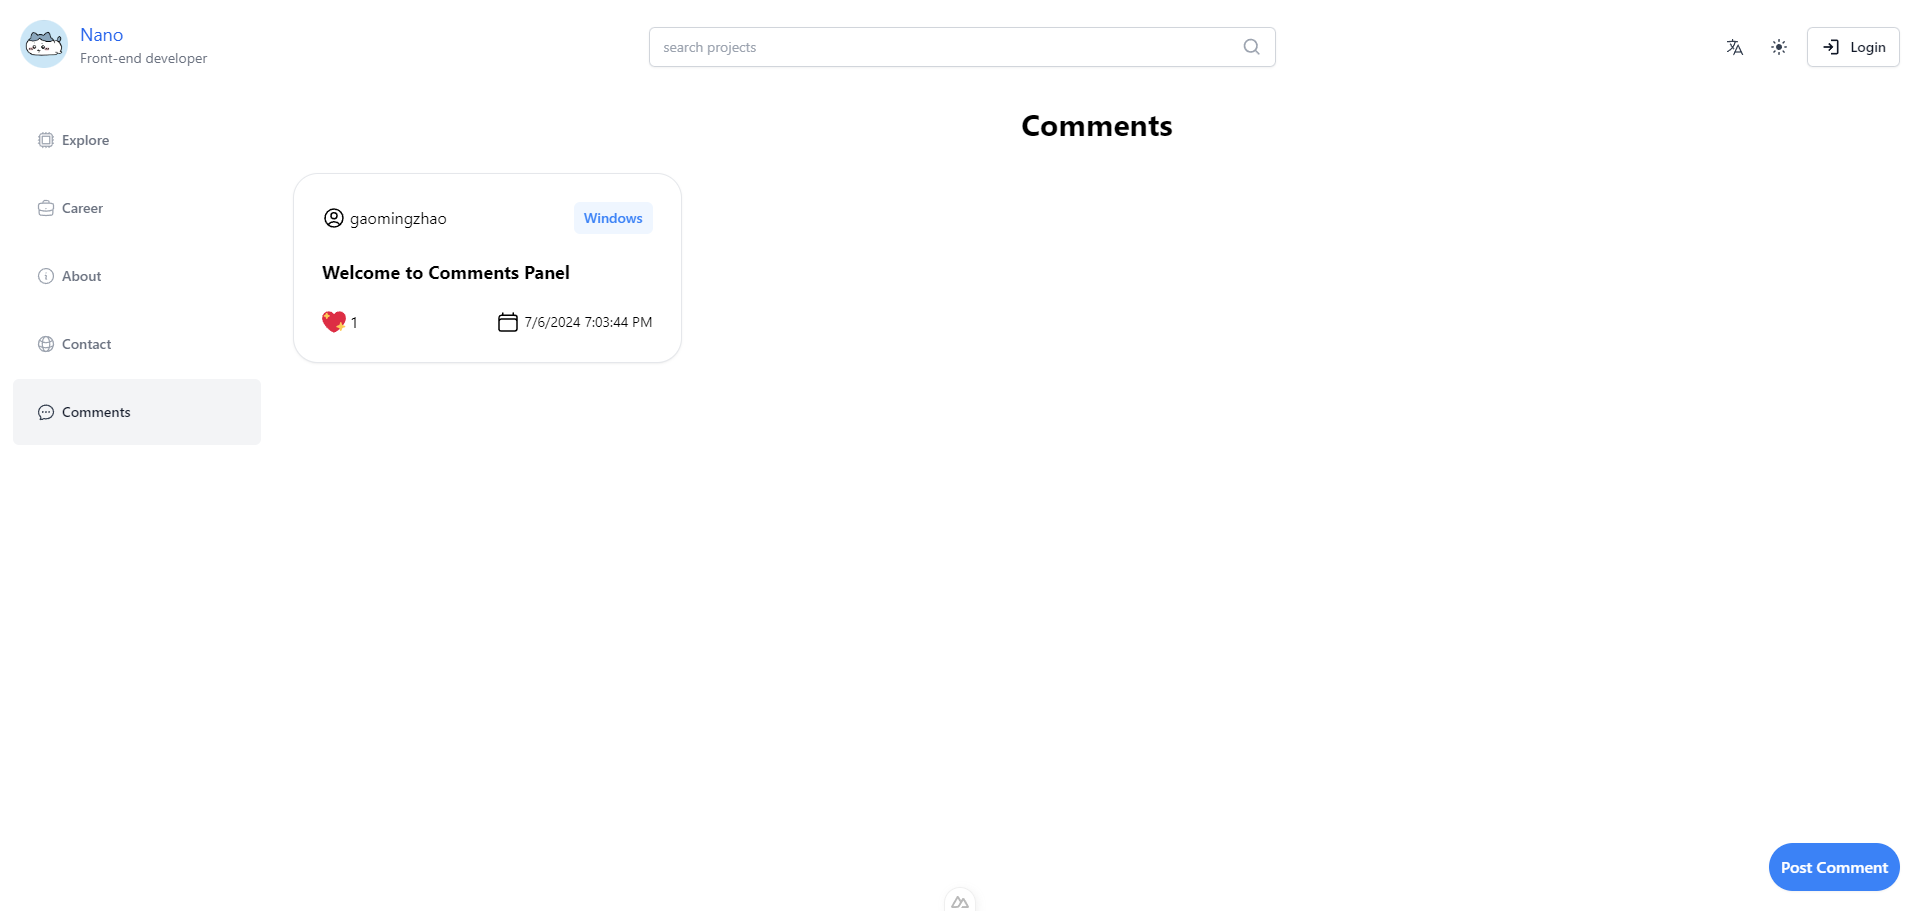 Nano
Front-end developer
search projects
Login
Explore
Career
About
Contact
Comments
Comments
gaomingzhao
Windows
Welcome to Comments Panel
1
7/6/2024 7:03:44 PM
Post Comment